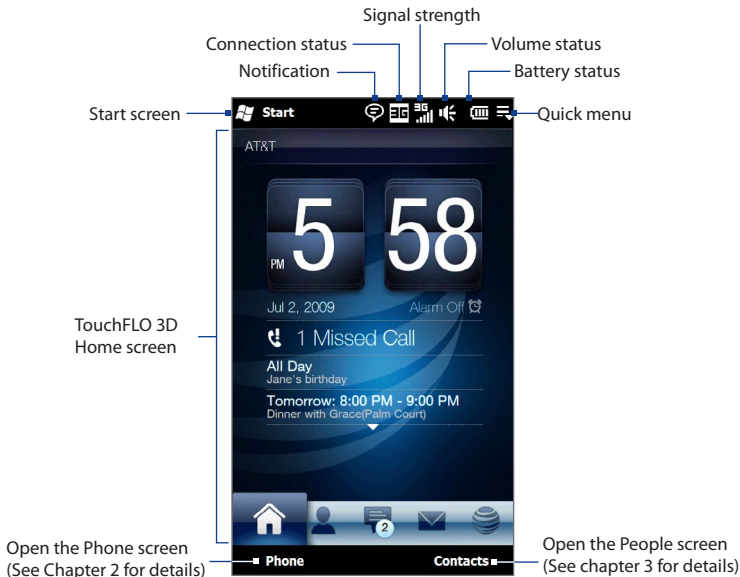 Signal strength
Connection status
Volume status
Notification
Battery status
Start screen
Start
3G
3G
Quick menu
AT&T
PM
5
58
Jul 2, 2009
Alarm Off
TouchFLO 3D
Home screen
1 Missed Call
All Day
Jane's birthday
Tomorrow: 8:00 PM - 9:00 PM
Dinner with Grace(Palm Court)
2
Open the Phone screen
(See Chapter 2 for details)
Phone
Contacts
Open the People screen
(See chapter 3 for details)